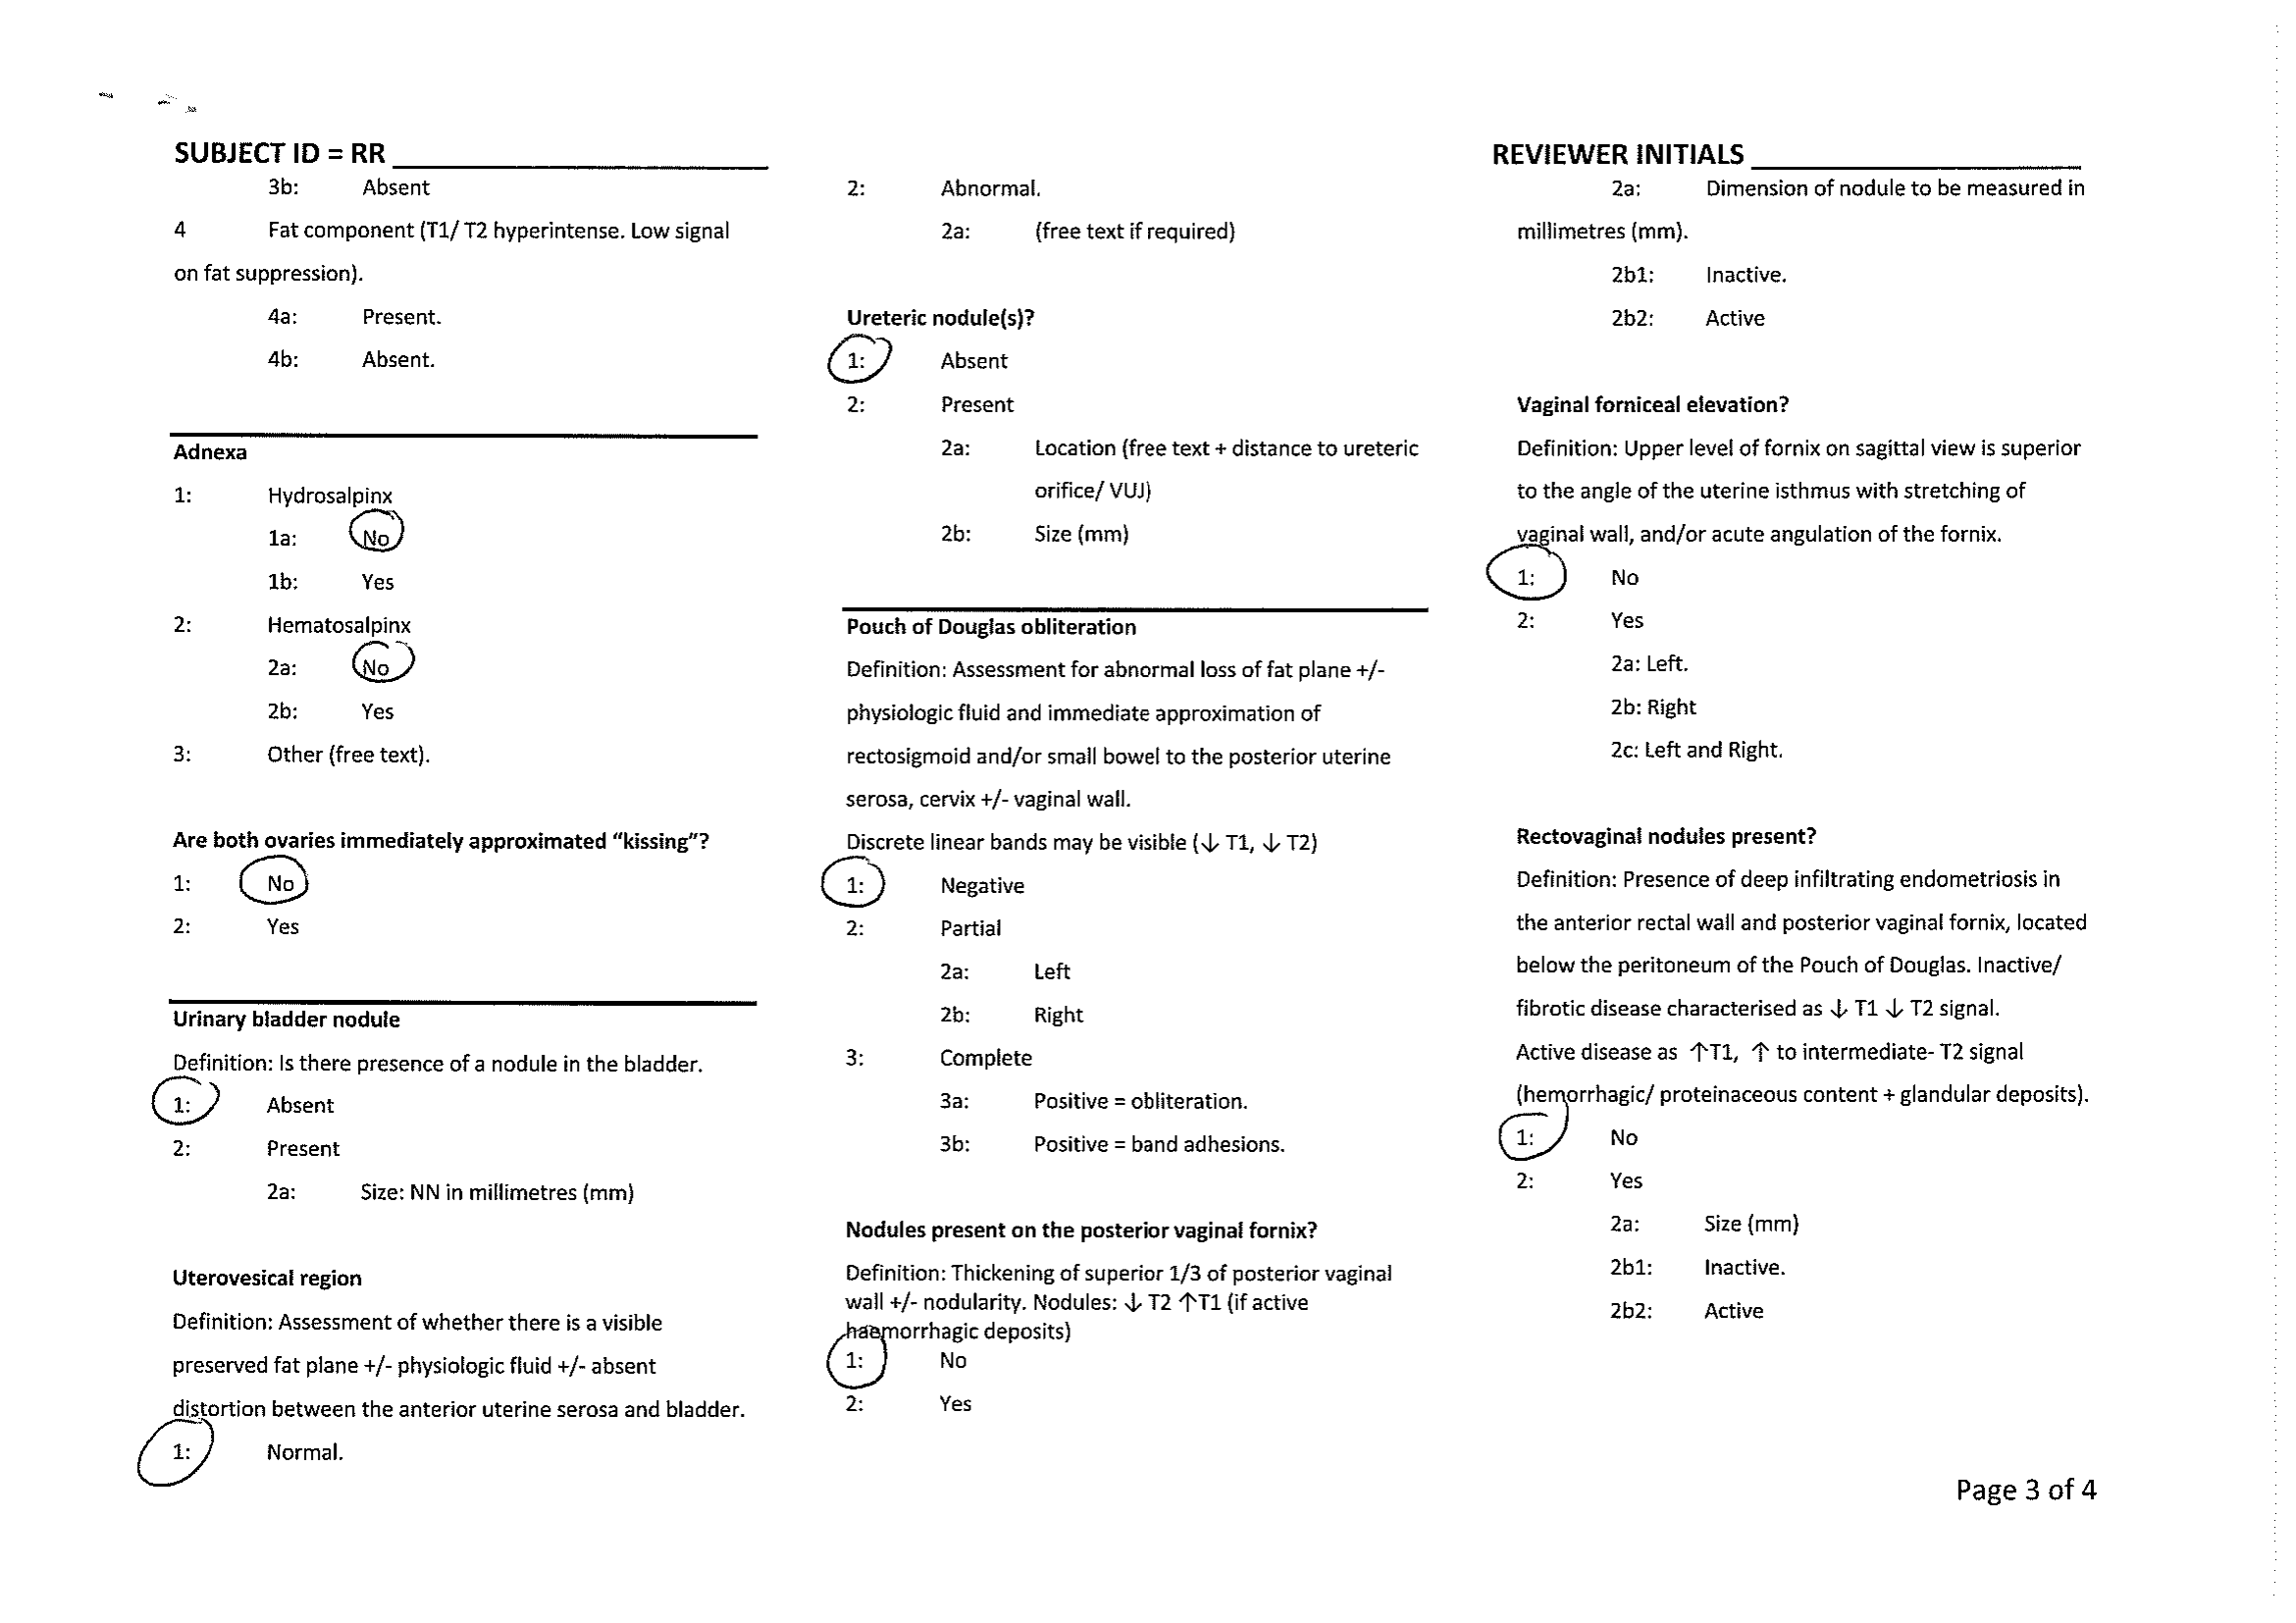 SUBJECT ID = RR
REVIEWER INITIALS
3b: Absent
4 Fat component (T1/ T2 hyperintense. Low signal
on fat suppression).
4a: Present.
4b: Absent.
Adnexa
1: Hydrosalpinx
1a: No
1b: Yes
2: Hematosalpinx
2a: No
2b: Yes
3: Other (free text).
Are both ovaries immediately approximated “kissing”?
1: No
2: Yes
Urinary bladder nodule
Definition: Is there presence of a nodule in the bladder.
1: Absent
2: Present
2a: Size: NN in millimetres (mm)
Uterovesical region
Definition: Assessment of whether there is a visible
preserved fat plane +/- physiologic fluid +/- absent
distortion between the anterior uterine serosa and bladder.
1: Normal.
2: Abnormal.
2a: (free text if required)
Ureteric nodule(s)?
1: Absent
2: Present
2a: Location (free text + distance to ureteric
orifice/ VUJ)
2b: Size (mm)
Pouch of Douglas obliteration
Definition: Assessment for abnormal loss of fat plane +/-
physiologic fluid and immediate approximation of
rectosigmoid and/or small bowel to the posterior uterine
serosa, cervix +/- vaginal wall.
Discrete linear bands may be visible (↓ T1, ↓ T2)
1: Negative
2: Partial
2a: Left
2b: Right
3: Complete
3a: Positive = obliteration.
3b: Positive = band adhesions.
Nodules present on the posterior vaginal fornix?
Definition: Thickening of superior 1/3 of posterior vaginal
wall +/- nodularity. Nodules: ↓ T2 ↑T1 (if active
haemorrhagic deposits)
1: No
2: Yes
2a: Dimension of nodule to be measured in
millimetres (mm).
2b1: Inactive.
2b2: Active
Vaginal forniceal elevation?
Definition: Upper level of fornix on sagittal view is superior
to the angle of the uterine isthmus with stretching of
vaginal wall, and/or acute angulation of the fornix.
1: No
2: Yes
2a: Left.
2b: Right
2c: Left and Right.
Rectovaginal nodules present?
Definition: Presence of deep infiltrating endometriosis in
the anterior rectal wall and posterior vaginal fornix, located
below the peritoneum of the Pouch of Douglas. Inactive/
fibrotic disease characterised as ↓ T1 ↓ T2 signal.
Active disease as ↑T1, ↑ to intermediate- T2 signal
(hemorrhagic/ proteinaceous content + glandular deposits).
1: No
2: Yes
2a: Size (mm)
2b1: Inactive.
2b2: Active
Page 3 of 4